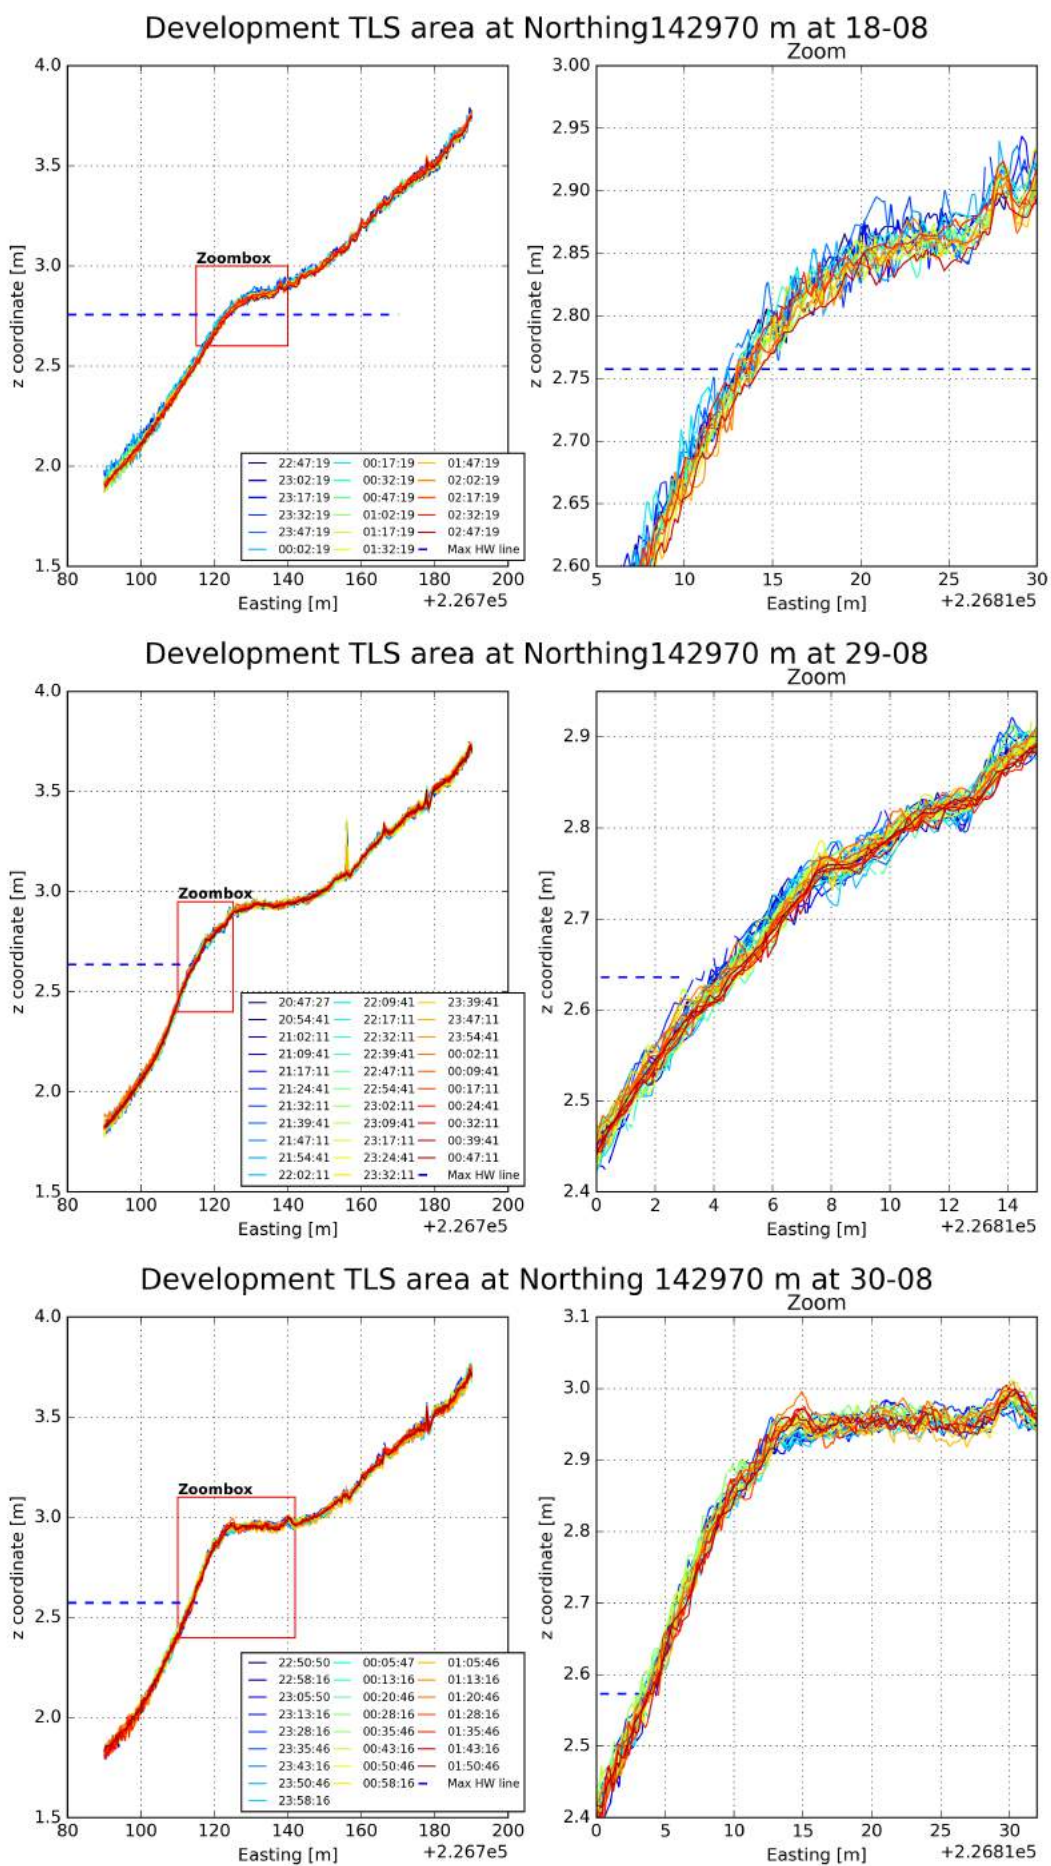 Development TLS area at Northing142970 m at 18-08
Zoom
4.0
3.5
3.0
2.5
2.0
1.5
z coordinate [m]
Zoombox
22:47:19 00:17:19 01:47:19
23:02:19 00:32:19 02:02:19
23:17:19 00:47:19 02:17:19
23:32:19 01:02:19 02:32:19
23:47:19 01:17:19 02:47:19
00:02:19 01:32:19 Max HW line
80 100 120 140 160 180 200
Easting [m] +2.267e5
3.00
2.95
2.90
2.85
2.80
2.75
2.70
2.65
2.60
z coordinate [m]
5 10 15 20 25 30
Easting [m] +2.2681e5
Development TLS area at Northing142970 m at 29-08
Zoom
4.0
3.5
3.0
2.5
2.0
1.5
z coordinate [m]
Zoombox
20:47:27 22:09:41 23:39:41
20:54:41 22:17:11 23:47:11
21:02:11 22:32:11 23:54:41
21:09:41 22:39:41 00:02:11
21:17:11 22:47:11 00:09:41
21:24:41 22:54:41 00:17:11
21:32:11 23:02:11 00:24:41
21:39:41 23:09:41 00:32:11
21:47:11 23:17:11 00:39:41
21:54:41 23:24:41 00:47:11
22:02:11 23:32:11 Max HW line
80 100 120 140 160 180 200
Easting [m] +2.267e5
2.9
2.8
2.7
2.6
2.5
2.4
z coordinate [m]
0 2 4 6 8 10 12 14
Easting [m] +2.2681e5
Development TLS area at Northing 142970 m at 30-08
Zoom
4.0
3.5
3.0
2.5
2.0
1.5
z coordinate [m]
Zoombox
22:50:50 00:05:47 01:05:46
22:58:16 00:13:16 01:13:16
23:05:50 00:20:46 01:20:46
23:13:16 00:28:16 01:28:16
23:28:16 00:35:46 01:35:46
23:35:46 00:43:16 01:43:16
23:43:16 00:50:46 01:50:46
23:50:46 00:58:16 Max HW line
23:58:16
80 100 120 140 160 180 200
Easting [m] +2.267e5
3.1
3.0
2.9
2.8
2.7
2.6
2.5
2.4
z coordinate [m]
0 5 10 15 20 25 30
Easting [m] +2.2681e5